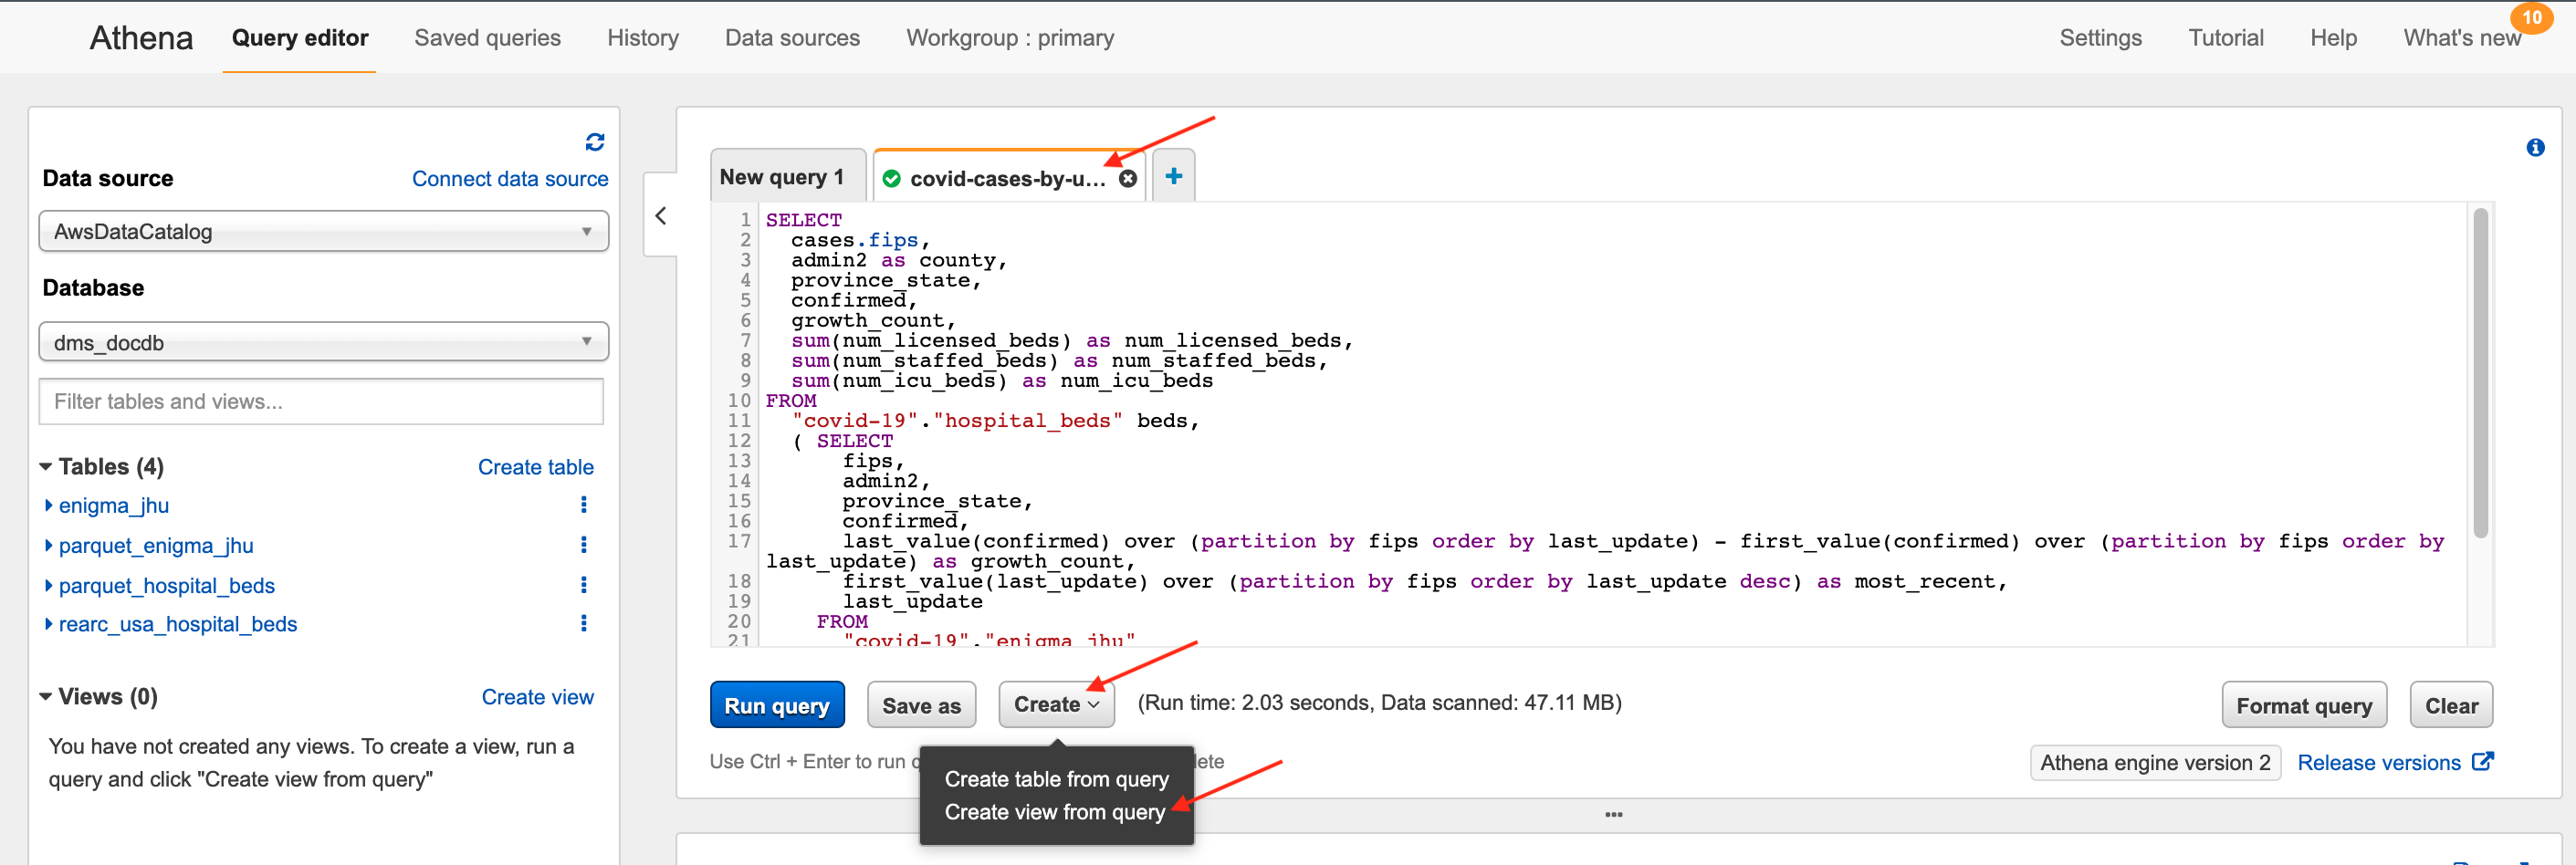 Athena Query editor Saved queries History Data sources Workgroup : primary Settings Tutorial Help What's new 10
Data source Connect data source
AwsDataCatalog
Database
dms_docdb
Filter tables and views...
Tables (4) Create table
enigma_jhu
parquet_enigma_jhu
parquet_hospital_beds
rearc_usa_hospital_beds
Views (0) Create view
You have not created any views. To create a view, run a
query and click "Create view from query"
New query 1 covid-cases-by-u... +
1 SELECT
2 cases.fips,
3 admin2 as county,
4 province_state,
5 confirmed,
6 growth_count,
7 sum(num_licensed_beds) as num_licensed_beds,
8 sum(num_staffed_beds) as num_staffed_beds,
9 sum(num_icu_beds) as num_icu_beds
10 FROM
11 "covid-19"."hospital_beds" beds,
12 ( SELECT
13 fips,
14 admin2,
15 province_state,
16 confirmed,
17 last_value(confirmed) over (partition by fips order by last_update) - first_value(confirmed) over (partition by fips order by
last_update) as growth_count,
18 first_value(last_update) over (partition by fips order by last_update desc) as most_recent,
19 last_update
20 FROM
21 "covid-19"."enigma_jhu"
Run query Save as Create (Run time: 2.03 seconds, Data scanned: 47.11 MB) Format query Clear
Use Ctrl + Enter to run
Create table from query
Create view from query
Athena engine version 2 Release versions